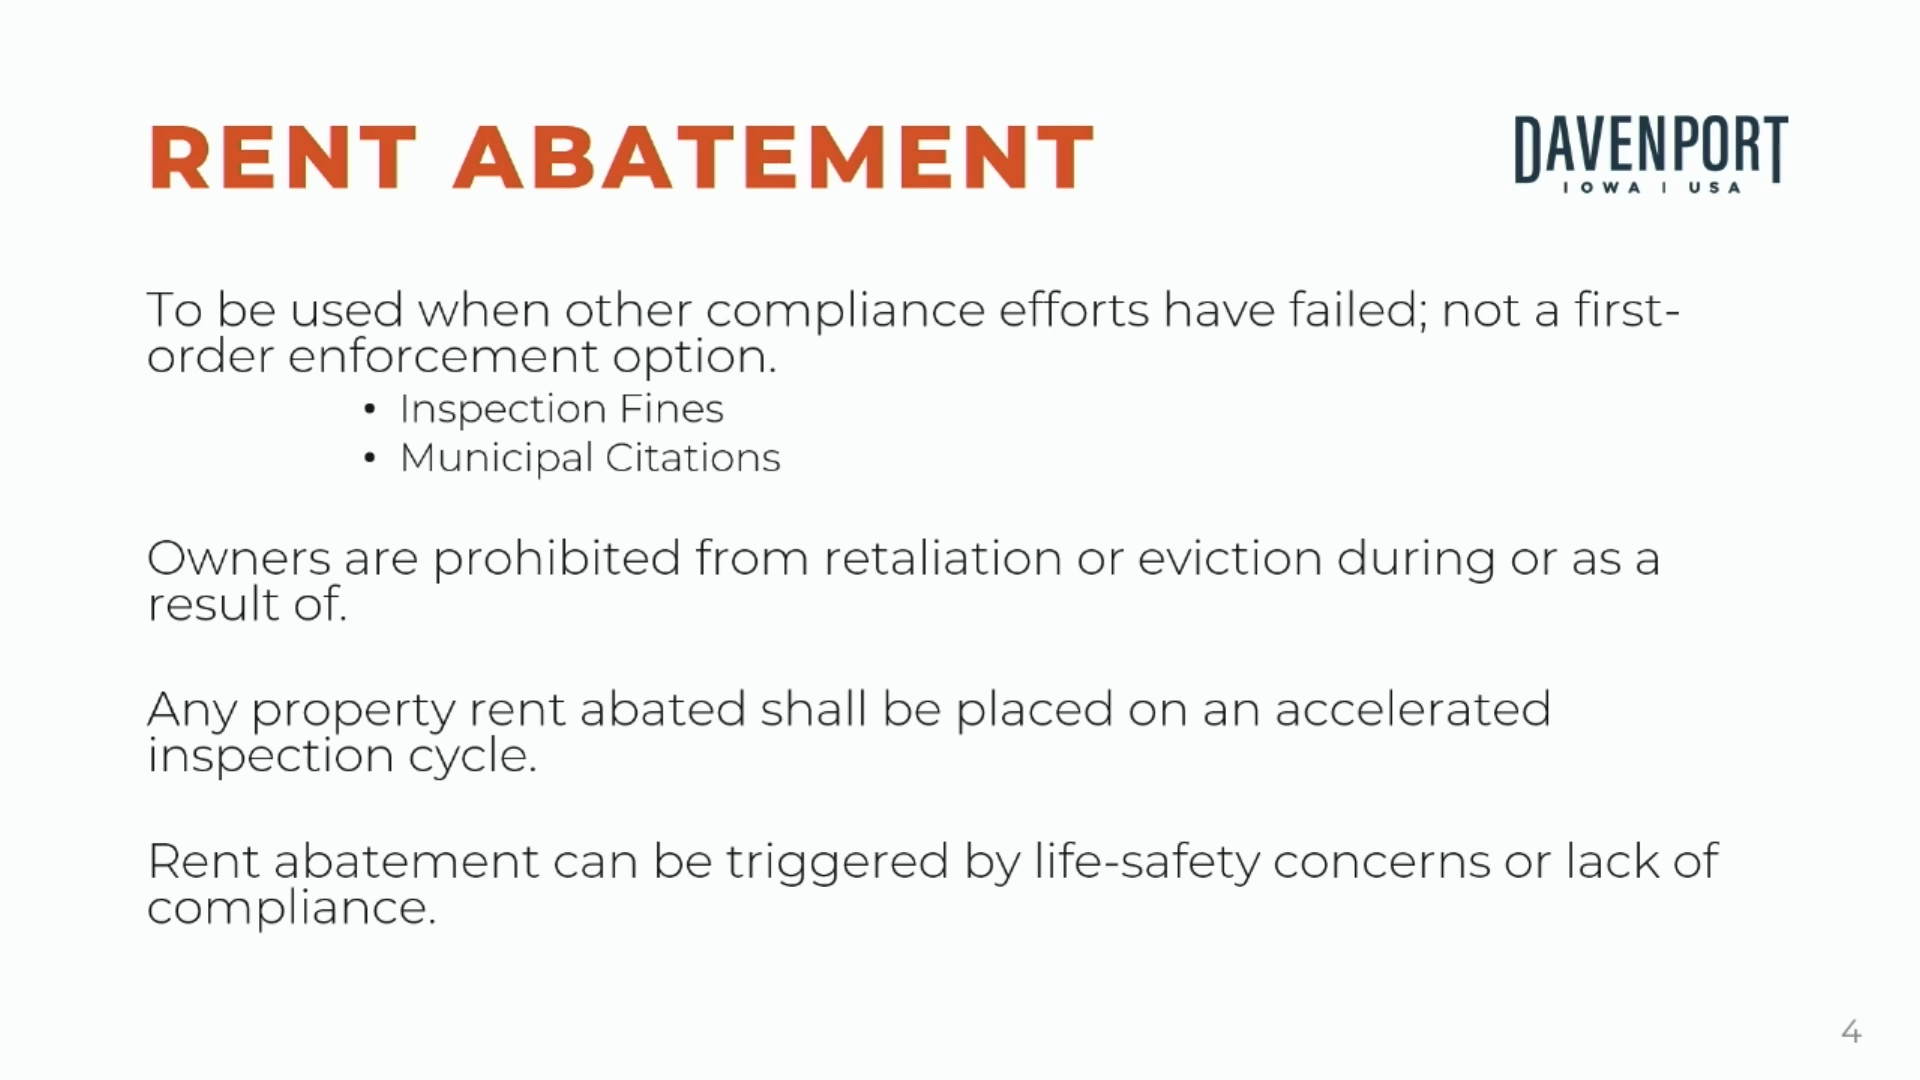 RENT ABATEMENT
DAVENPORT
IOWA | USA
To be used when other compliance efforts have failed; not a first-
order enforcement option.
• Inspection Fines
• Municipal Citations
Owners are prohibited from retaliation or eviction during or as a
result of.
Any property rent abated shall be placed on an accelerated
inspection cycle.
Rent abatement can be triggered by life-safety concerns or lack of
compliance.
4